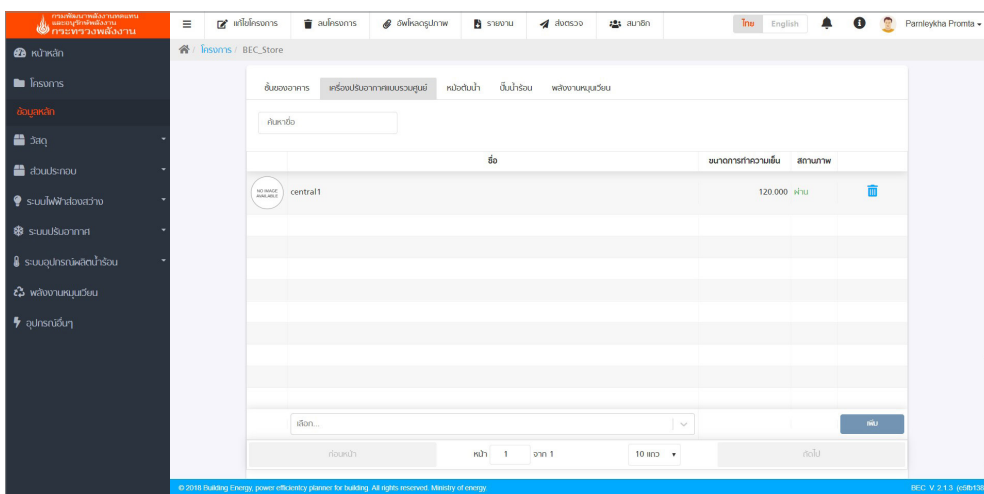 กรมพัฒนาพลังงานทดแทน
และอนุรักษ์พลังงาน
กระทรวงพลังงาน
แก้ไขโครงการ ลบโครงการ อัพโหลดรูปภาพ รายงาน ส่งตรวจ สมาชิก ไทย English Parnleykha Promta
หน้าหลัก
โครงการ
ข้อมูลหลัก
วัสดุ
ส่วนประกอบ
ระบบไฟฟ้าส่องสว่าง
ระบบปรับอากาศ
ระบบอุปกรณ์ผลิตน้ำร้อน
พลังงานหมุนเวียน
อุปกรณ์อื่นๆ
/ โครงการ / BEC_Store
ชั้นของอาคาร เครื่องปรับอากาศแบบรวมศูนย์ หม้อต้มน้ำ ปั๊มน้ำร้อน พลังงานหมุนเวียน
ค้นหาชื่อ
ชื่อ ขนาดการทำความเย็น สถานภาพ
NO IMAGE
AVAILABLE
central1 120.000 ผ่าน
เลือก... เพิ่ม
ก่อนหน้า หน้า 1 จาก 1 10 แถว ถัดไป
© 2018 Building Energy, power efficientcy planner for building. All rights reserved. Ministry of energy.
BEC V. 2.1.3